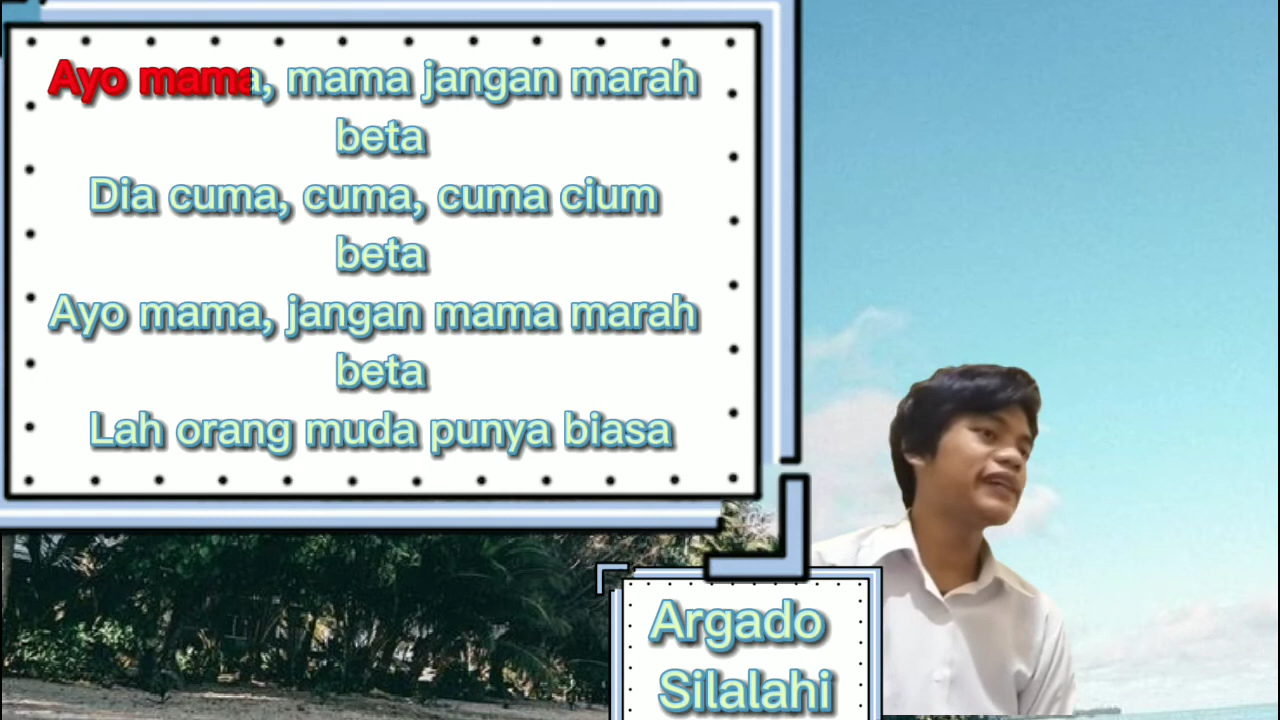 Ayo mama, mama jangan marah
beta
Dia cuma, cuma, cuma cium
beta
Ayo mama, jangan mama marah
beta
Lah orang muda punya biasa
Argado
Silalahi